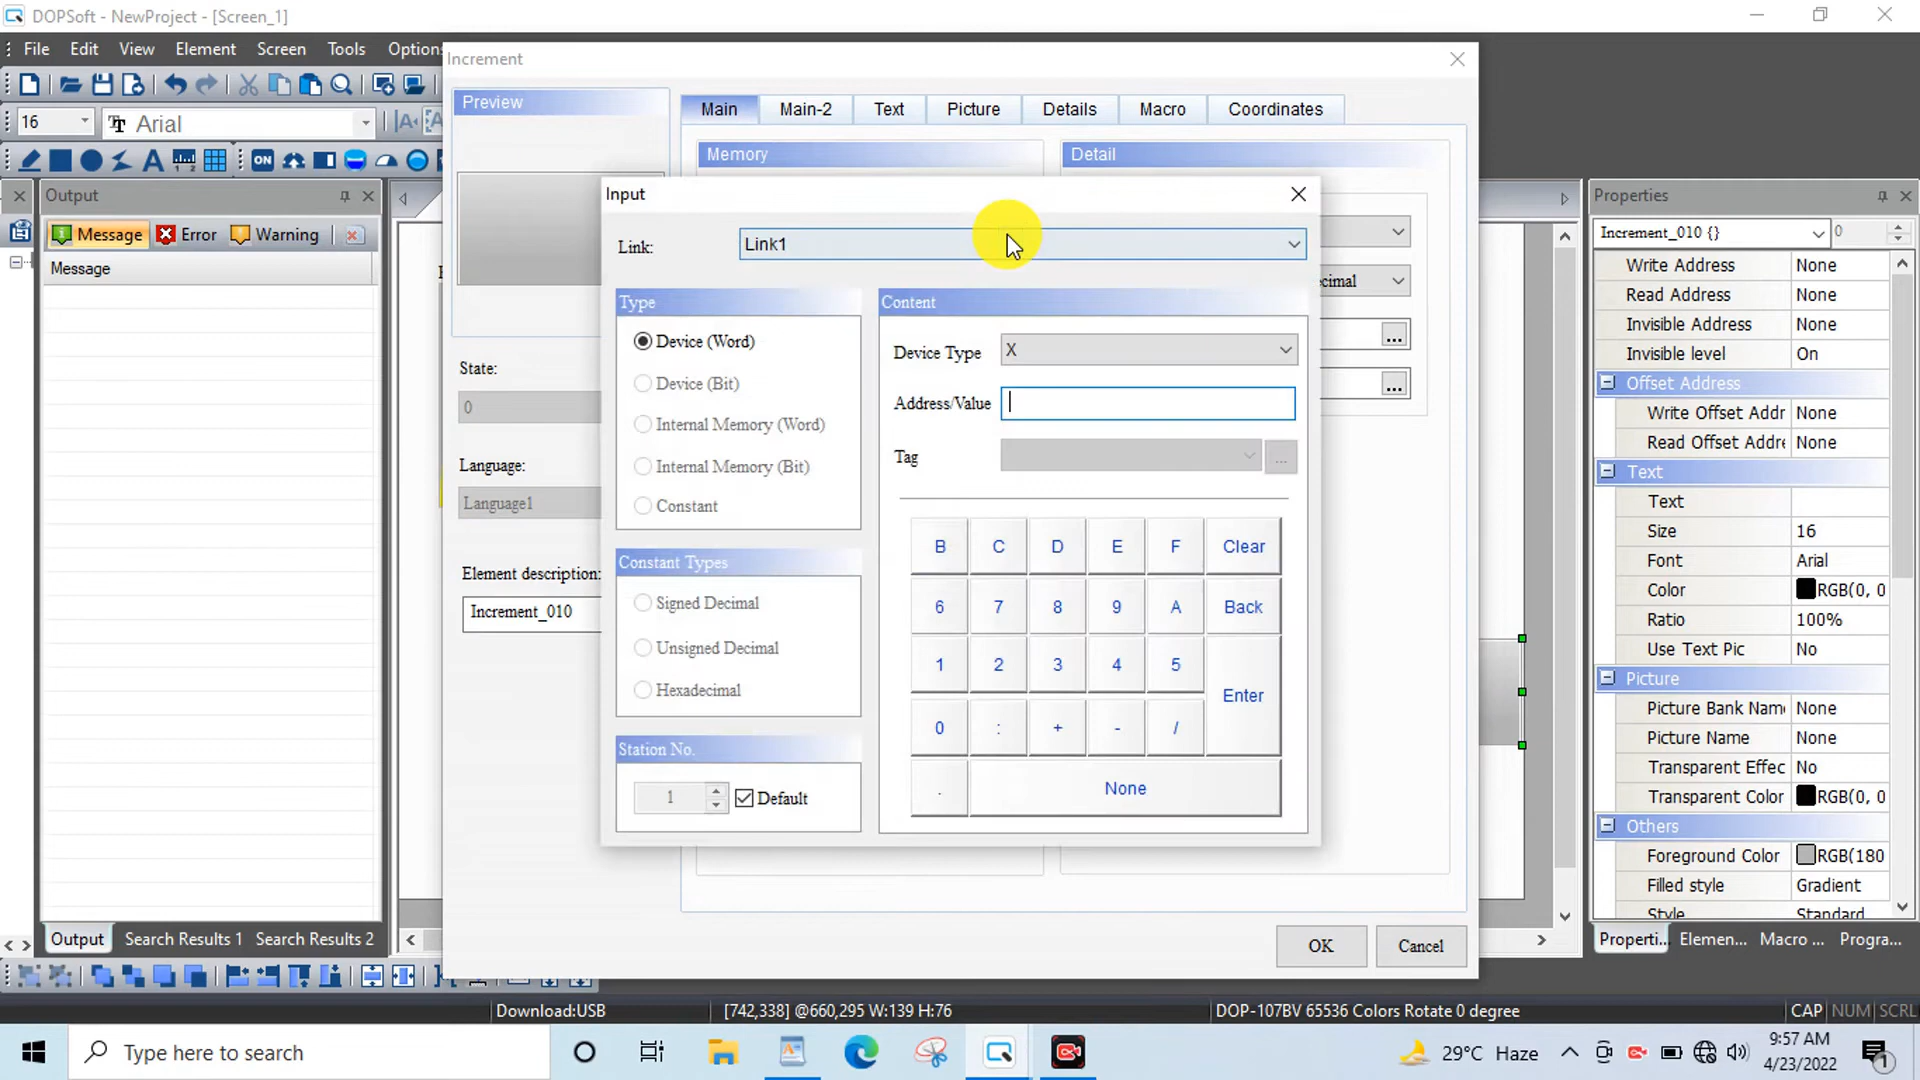 DOPSoft - NewProject - [Screen_1]
File Edit View Element Screen Tools Option
16 Arial
ON
Output
Message Error Warning
Message
Output Search Results 1 Search Results 2
Increment
Preview
State:
0
Language:
Language1
Element description:
Increment_010
Main Main-2 Text Picture Details Macro Coordinates
Memory
Detail
cimal
...
...
OK Cancel
Input
Link: Link1
Type
Device (Word)
Device (Bit)
Internal Memory (Word)
Internal Memory (Bit)
Constant
Constant Types
Signed Decimal
Unsigned Decimal
Hexadecimal
Station No.
1 Default
Content
Device Type X
Address/Value
Tag ...
B C D E F Clear
6 7 8 9 A Back
1 2 3 4 5 Enter
0 : + - /
. None
Properties
Increment_010 {} 0
Write Address None
Read Address None
Invisible Address None
Invisible level On
Offset Address
Write Offset Addr None
Read Offset Addre None
Text
Text
Size 16
Font Arial
Color RGB(0, 0
Ratio 100%
Use Text Pic No
Picture
Picture Bank Name None
Picture Name None
Transparent Effec No
Transparent Color RGB(0, 0
Others
Foreground Color RGB(180
Filled style Gradient
Style Standard
Properti... Elemen... Macro ... Progra...
Download:USB [742,338] @660,295 W:139 H:76 DOP-107BV 65536 Colors Rotate 0 degree CAP NUM SCRL
Type here to search
29°C Haze
9:57 AM
4/23/2022
1